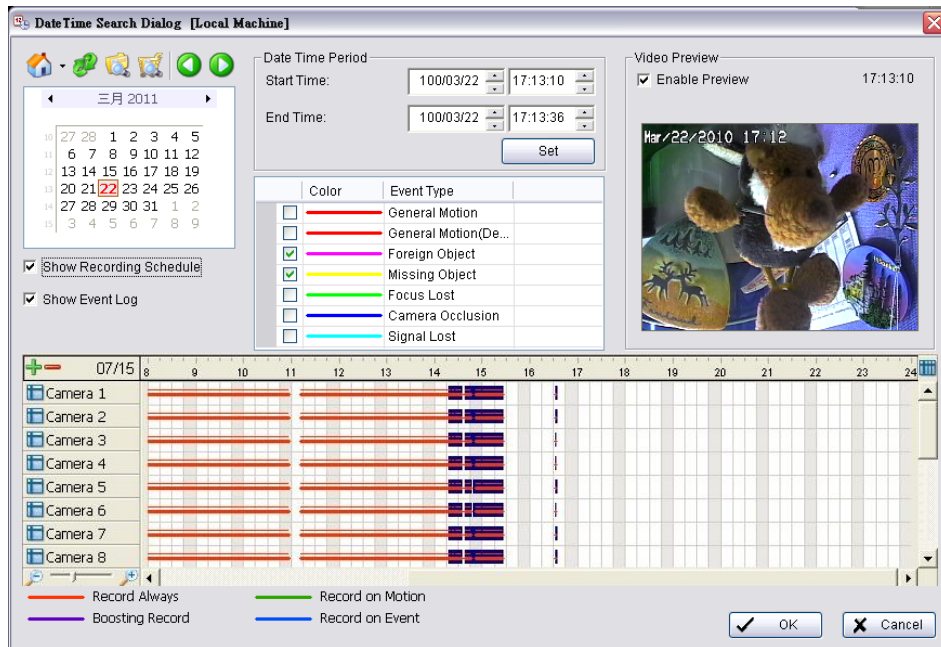 DateTime Search Dialog [Local Machine]
三月 2011
10 27 28 1 2 3 4 5
11 6 7 8 9 10 11 12
12 13 14 15 16 17 18 19
13 20 21 22 23 24 25 26
14 27 28 29 30 31 1 2
15 3 4 5 6 7 8 9
Show Recording Schedule
Show Event Log
Date Time Period
Start Time: 100/03/22 17:13:10
End Time: 100/03/22 17:13:36
Set
Color Event Type
General Motion
General Motion(De...
Foreign Object
Missing Object
Focus Lost
Camera Occlusion
Signal Lost
Video Preview
Enable Preview 17:13:10
Mar/22/2010 17:12
07/15 8 9 10 11 12 13 14 15 16 17 18 19 20 21 22 23 24
Camera 1
Camera 2
Camera 3
Camera 4
Camera 5
Camera 6
Camera 7
Camera 8
Record Always Record on Motion
Boosting Record Record on Event
OK Cancel